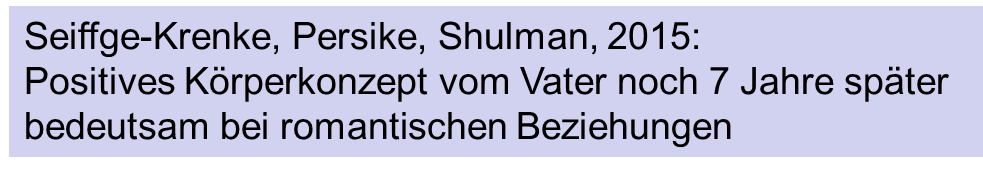 Seiffge-Krenke, Persike, Shulman, 2015:
Positives Körperkonzept vom Vater noch 7 Jahre später
bedeutsam bei romantischen Beziehungen